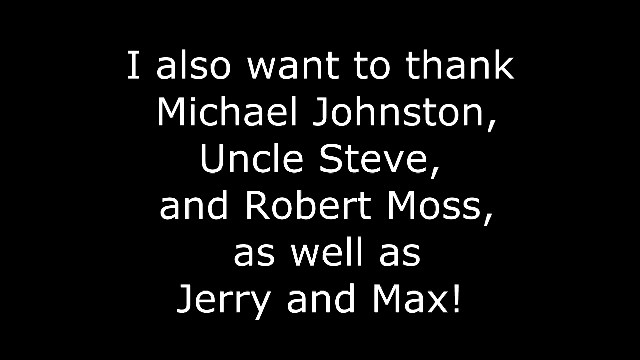 I also want to thank
Michael Johnston,
Uncle Steve,
and Robert Moss,
as well as
Jerry and Max!